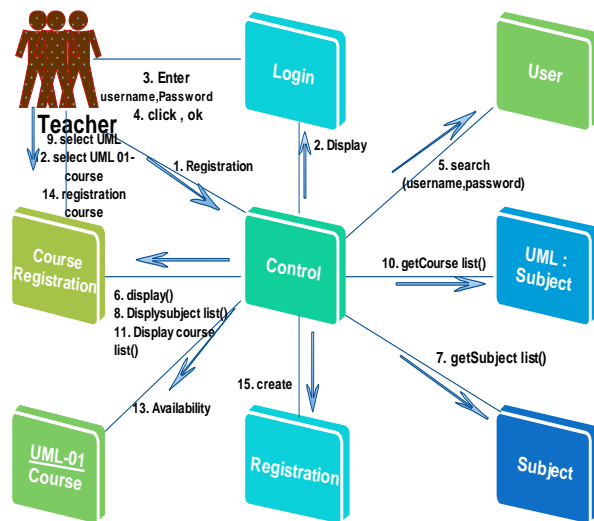 Teacher
3. Enter
username,Password
4. click , ok
Login
User
9. select UML
12. select UML 01-
course
14. registration
course
1. Registration
2. Display
5. search
(username,password)
Course
Registration
Control
10. getCourse list()
UML :
Subject
6. display()
8. Displysubject list()
11. Display course
list()
7. getSubject list()
13. Availability
15. create
UML-01
Course
Registration
Subject